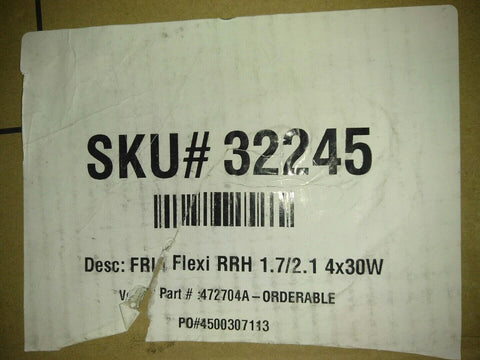 SKU# 32245
Desc: Flexi RRH 1.7/2.1 4x30W
Part # :472704A-ORDERABLE
PO#4500307113